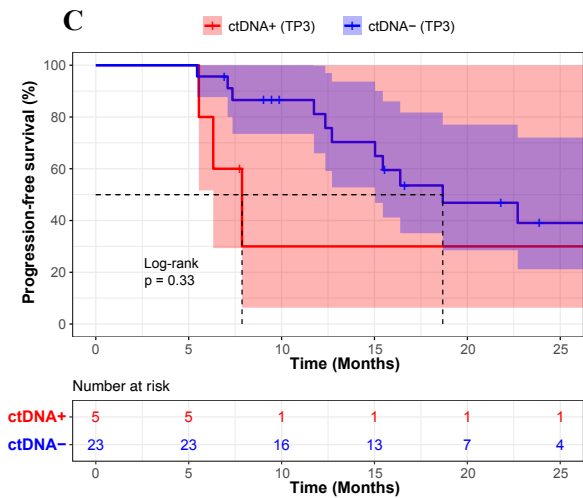 C
ctDNA+ (TP3) ctDNA− (TP3)
Progression-free survival (%)
100
80
60
40
20
0
Log-rank
p = 0.33
0 5 10 15 20 25
Time (Months)
Number at risk
ctDNA+ 5 5 1 1 1 1
ctDNA− 23 23 16 13 7 4
0 5 10 15 20 25
Time (Months)